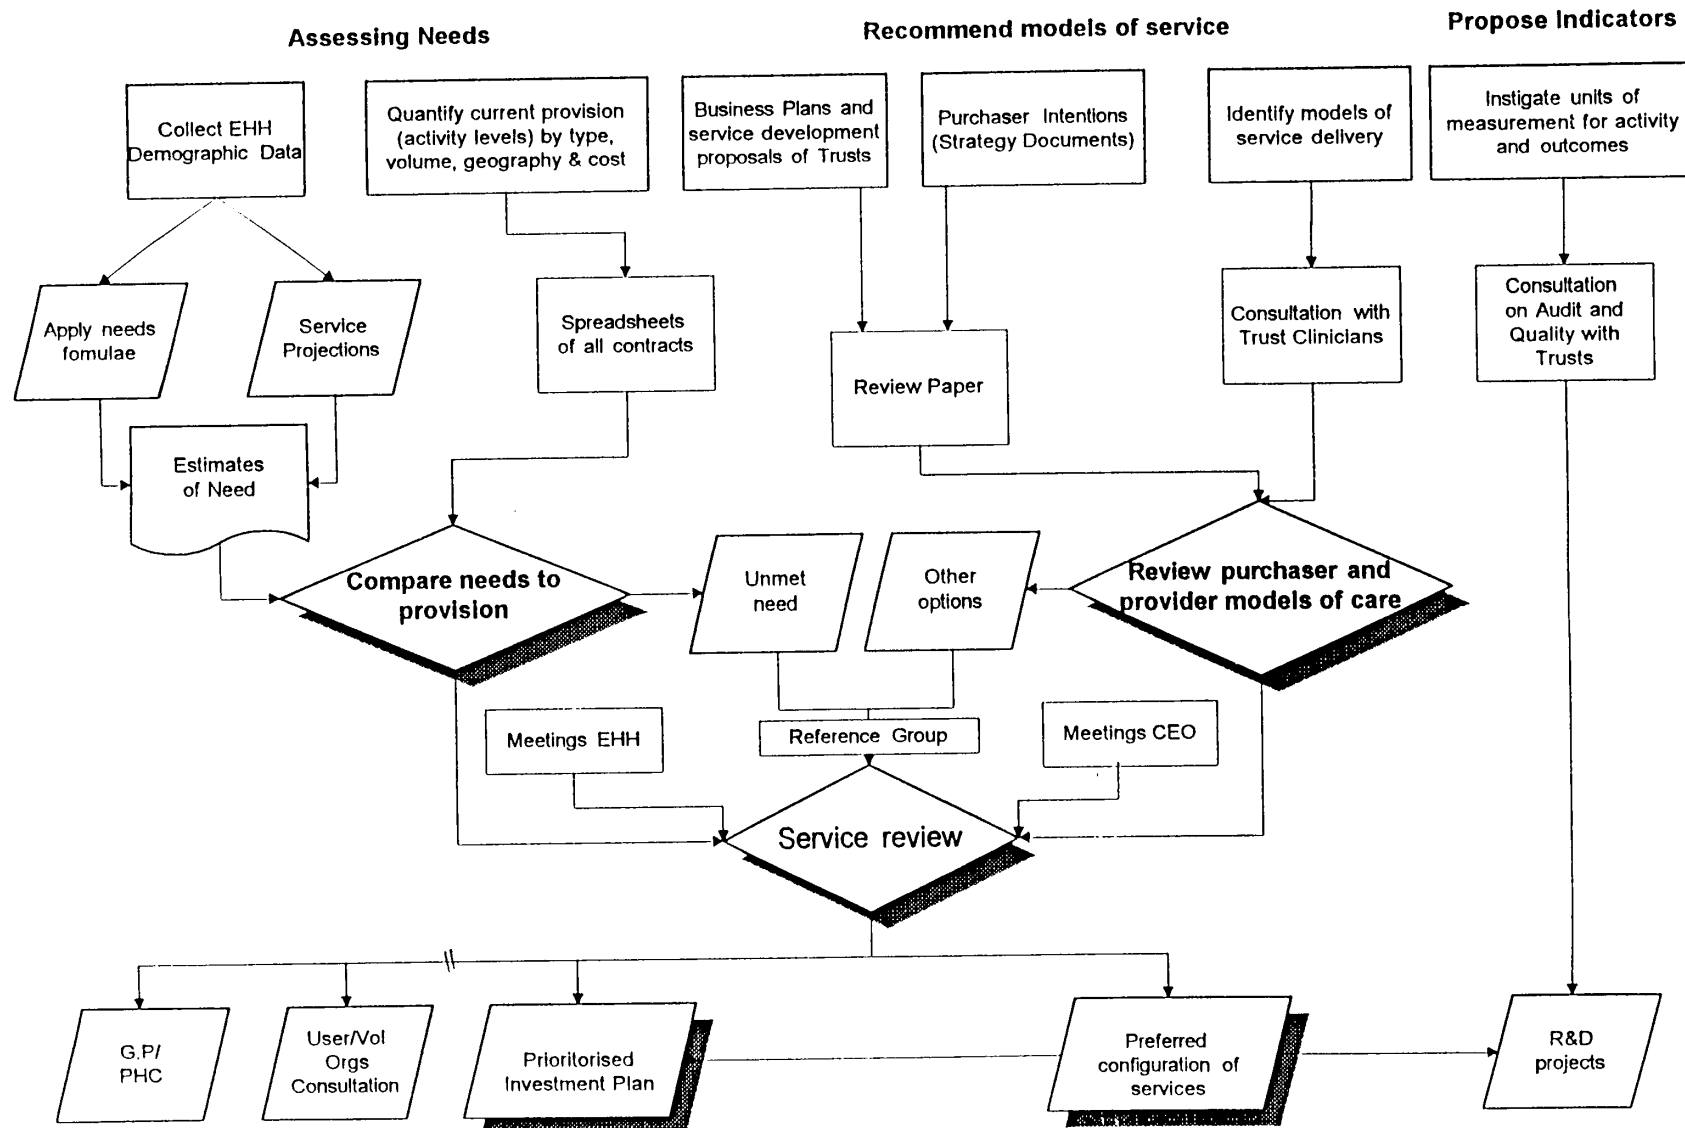 Assessing Needs
Recommend models of service
Propose Indicators
Collect EHH
Demographic Data
Quantify current provision
(activity levels) by type,
volume, geography & cost
Business Plans and
service development
proposals of Trusts
Purchaser Intentions
(Strategy Documents)
Identify models of
service delivery
Instigate units of
measurement for activity
and outcomes
Apply needs
fomulae
Service
Projections
Spreadsheets
of all contracts
Review Paper
Consultation with
Trust Clinicians
Consultation
on Audit and
Quality with
Trusts
Estimates
of Need
Compare needs to
provision
Unmet
need
Other
options
Review purchaser and
provider models of care
Meetings EHH
Reference Group
Meetings CEO
Service review
G.P/
PHC
User/Vol
Orgs
Consultation
Prioritorised
Investment Plan
Preferred
configuration of
services
R&D
projects